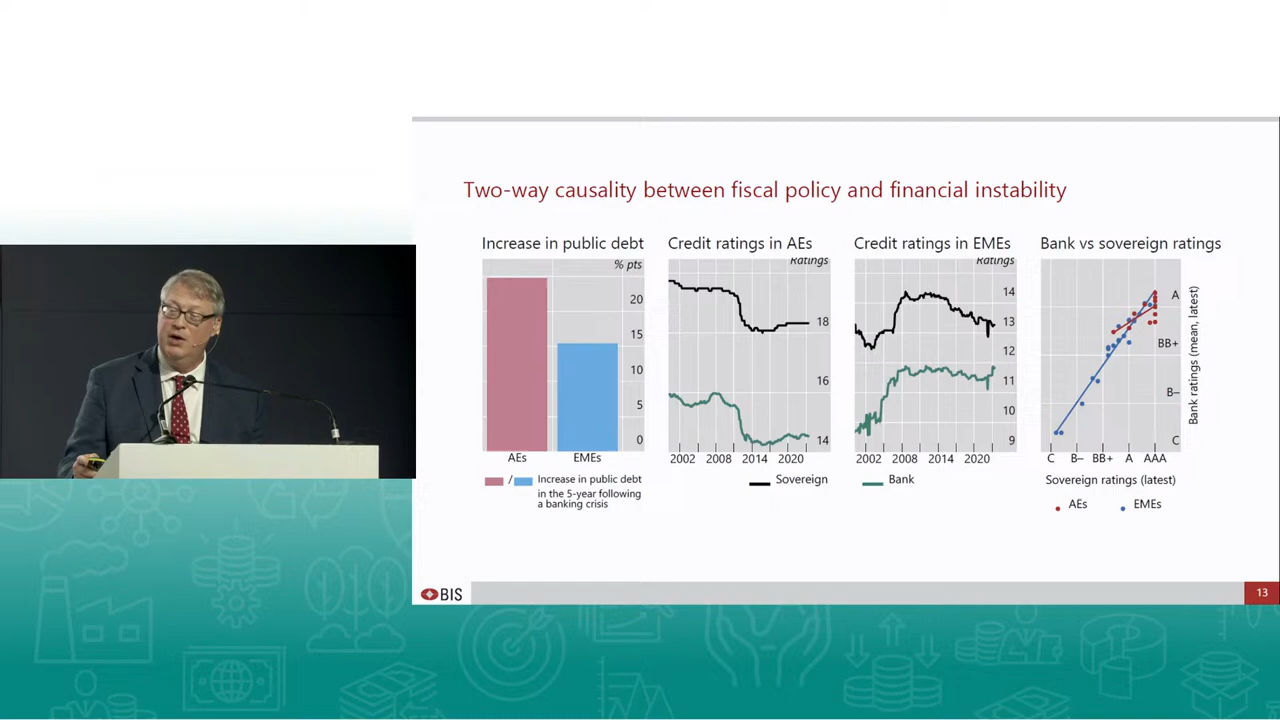 Two-way causality between fiscal policy and financial instability
Increase in public debt
% pts
20
15
10
5
0
AEs EMEs
/ Increase in public debt
in the 5-year following
a banking crisis
Credit ratings in AEs
Ratings
18
16
14
2002 2008 2014 2020
Sovereign
Credit ratings in EMEs
Ratings
14
13
12
11
10
9
2002 2008 2014 2020
Bank
Bank vs sovereign ratings
A
BB+
B–
C
Bank ratings (mean, latest)
C B– BB+ A AAA
Sovereign ratings (latest)
AEs EMEs
BIS
13